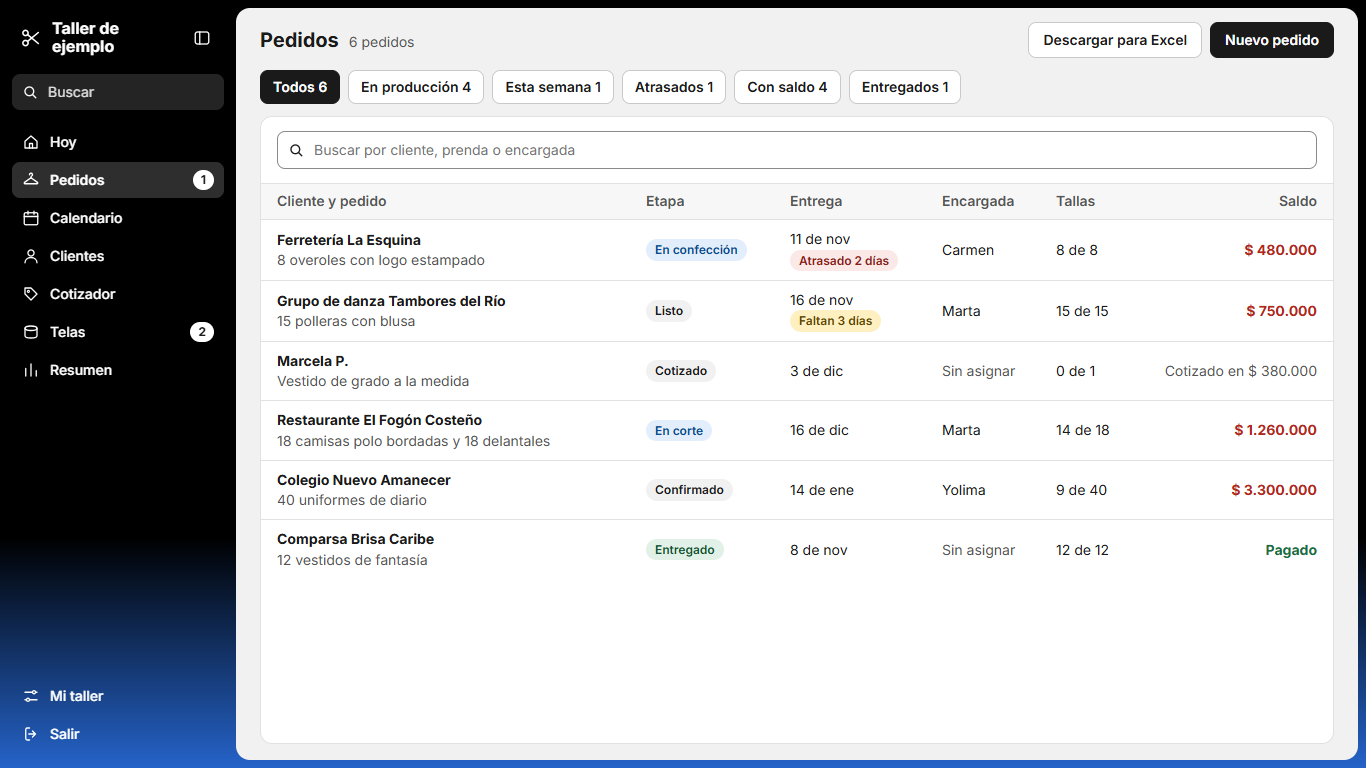 Taller de
ejemplo
Buscar
Hoy
Pedidos 1
Calendario
Clientes
Cotizador
Telas 2
Resumen
Mi taller
Salir
Pedidos 6 pedidos
Descargar para Excel
Nuevo pedido
Todos 6
En producción 4
Esta semana 1
Atrasados 1
Con saldo 4
Entregados 1
Buscar por cliente, prenda o encargada
Cliente y pedido Etapa Entrega Encargada Tallas Saldo
Ferretería La Esquina
8 overoles con logo estampado
En confección
11 de nov
Atrasado 2 días
Carmen
8 de 8
$ 480.000
Grupo de danza Tambores del Río
15 polleras con blusa
Listo
16 de nov
Faltan 3 días
Marta
15 de 15
$ 750.000
Marcela P.
Vestido de grado a la medida
Cotizado
3 de dic
Sin asignar
0 de 1
Cotizado en $ 380.000
Restaurante El Fogón Costeño
18 camisas polo bordadas y 18 delantales
En corte
16 de dic
Marta
14 de 18
$ 1.260.000
Colegio Nuevo Amanecer
40 uniformes de diario
Confirmado
14 de ene
Yolima
9 de 40
$ 3.300.000
Comparsa Brisa Caribe
12 vestidos de fantasía
Entregado
8 de nov
Sin asignar
12 de 12
Pagado